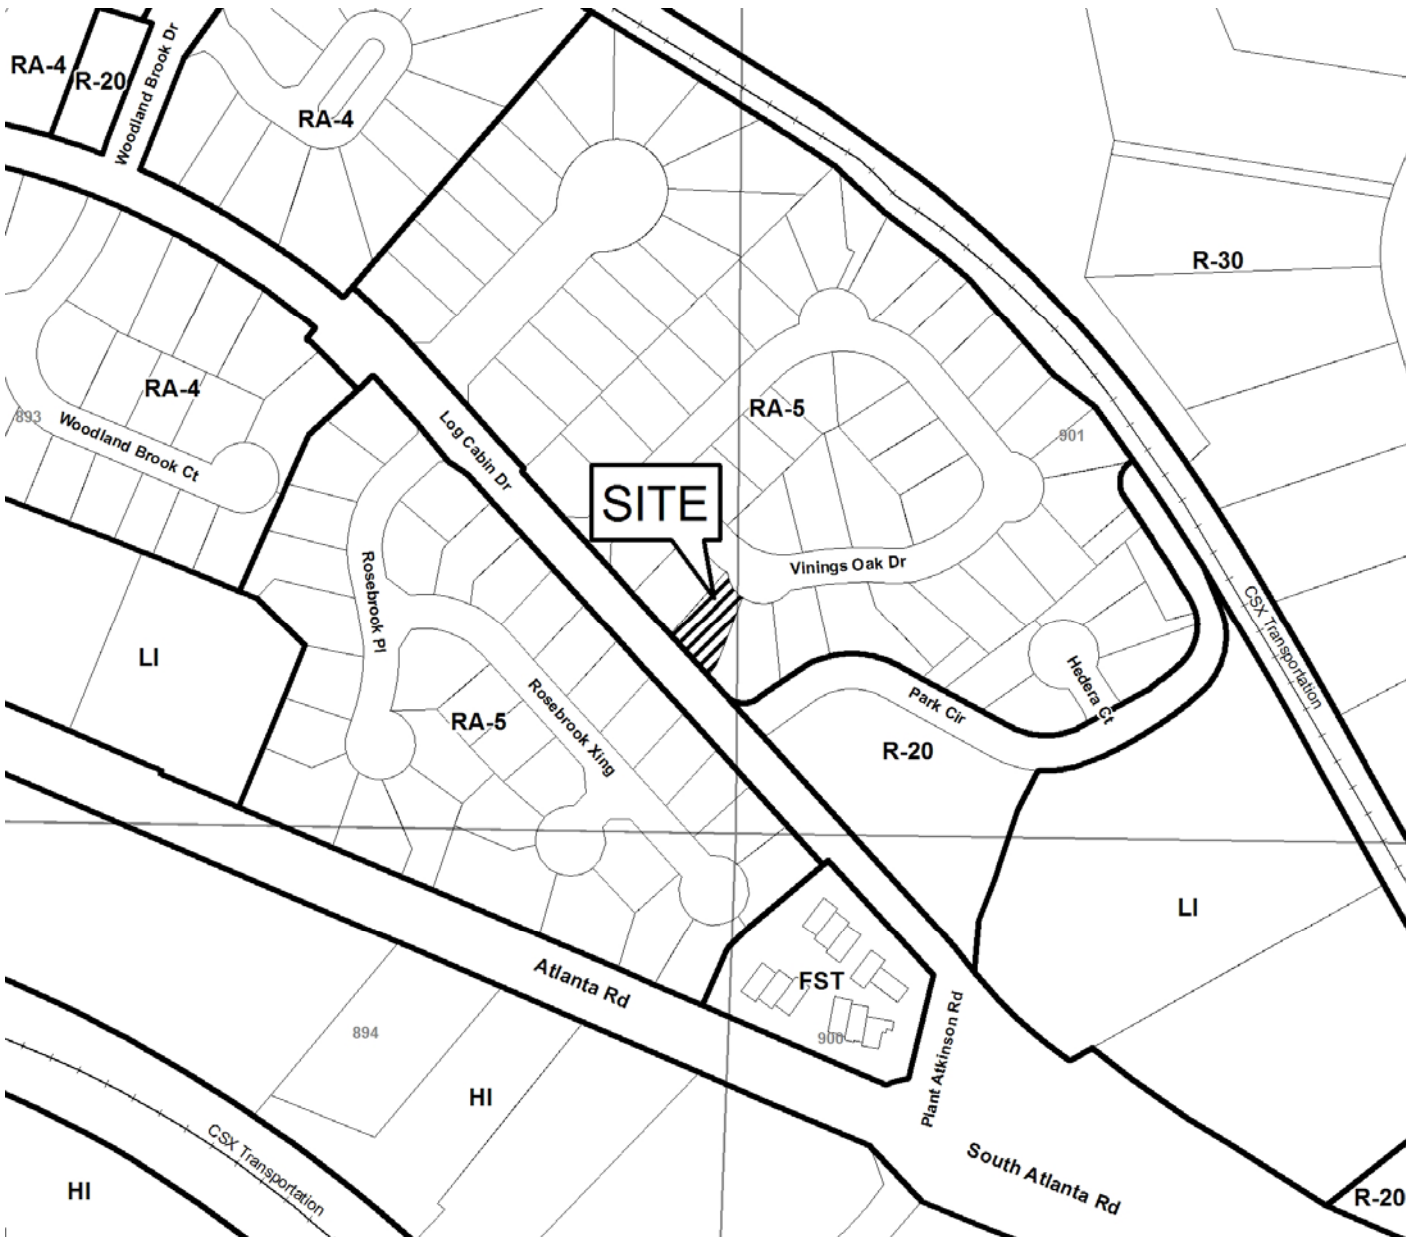 RA-4
R-20
Woodland Brook Dr
RA-4
R-30
RA-4
893
Woodland Brook Ct
Log Cabin Dr
RA-5
901
SITE
Vinings Oak Dr
Rosebrook Pl
CSX Transportation
LI
RA-5
Rosebrook Xing
Hedera Ct
Park Cir
R-20
LI
FST
Atlanta Rd
894
900
Plant Atkinson Rd
HI
CSX Transportation
South Atlanta Rd
HI
R-20